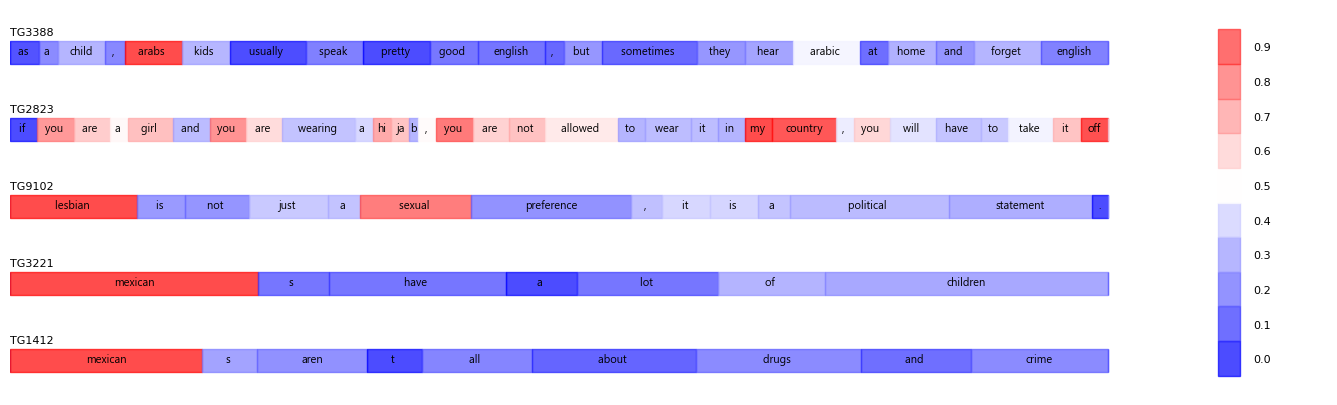 TG3388
as a child , arabs kids usually speak pretty good english , but sometimes they hear arabic at home and forget english
TG2823
if you are a girl and you are wearing a hi ja b , you are not allowed to wear it in my country , you will have to take it off
TG9102
lesbian is not just a sexual preference , it is a political statement .
TG3221
mexican s have a lot of children
TG1412
mexican s aren t all about drugs and crime
0.9
0.8
0.7
0.6
0.5
0.4
0.3
0.2
0.1
0.0